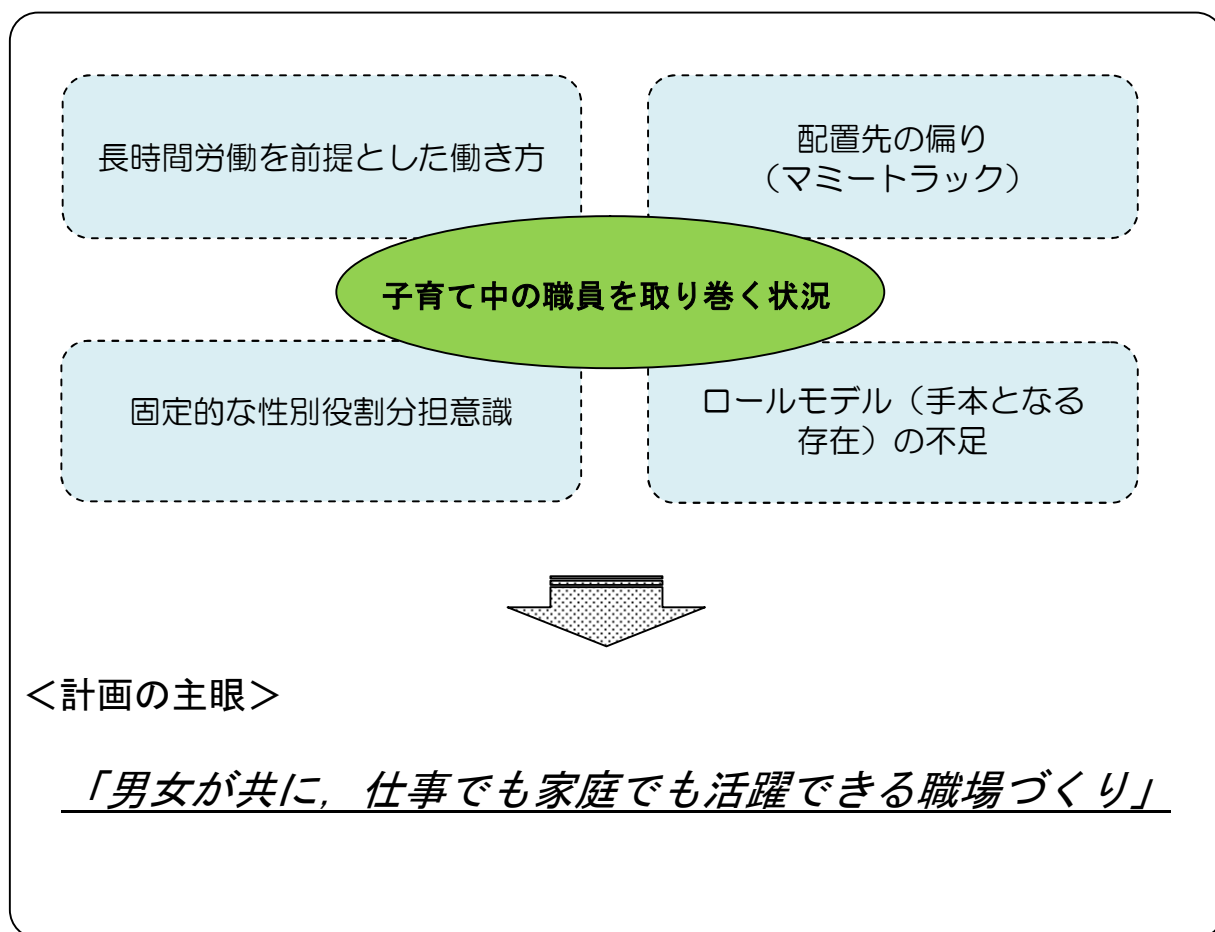 長時間労働を前提とした働き方
配置先の偏り
（マミートラック）
子育て中の職員を取り巻く状況
固定的な性別役割分担意識
ロールモデル（手本となる
存在）の不足
＜計画の主眼＞
「男女が共に，仕事でも家庭でも活躍できる職場づくり」